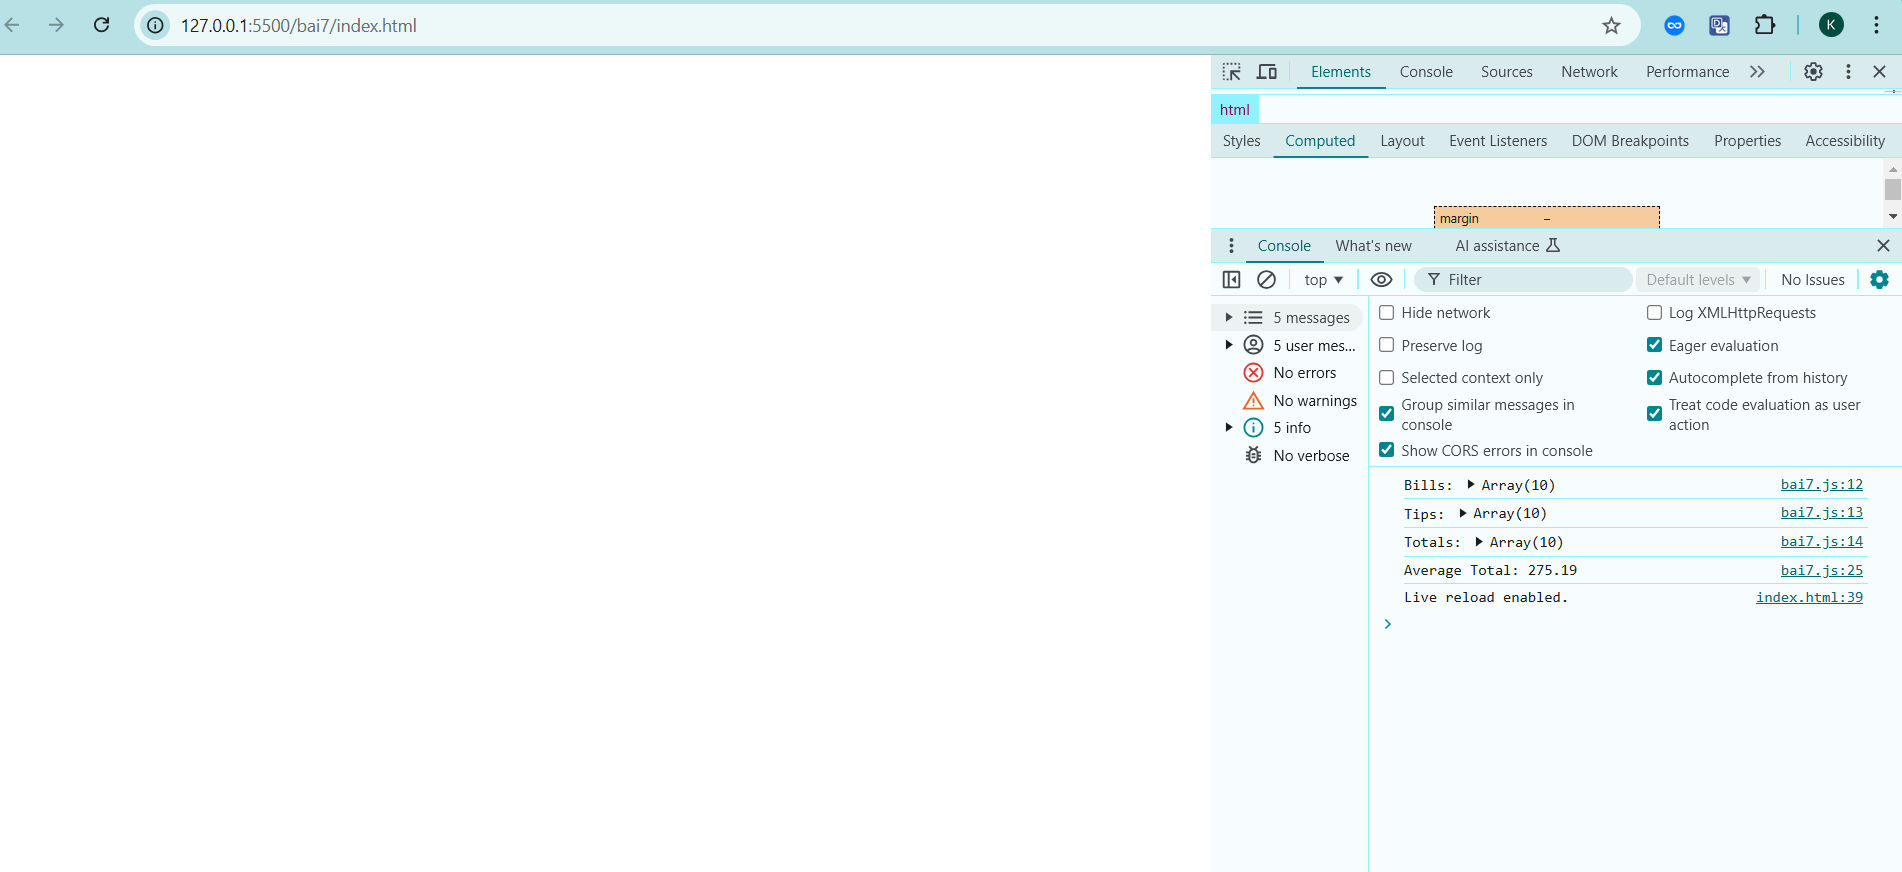 127.0.0.1:5500/bai7/index.html
K
Elements Console Sources Network Performance
html
Styles Computed Layout Event Listeners DOM Breakpoints Properties Accessibility
margin –
Console What's new AI assistance
top Filter Default levels No Issues
5 messages
5 user mes...
No errors
No warnings
5 info
No verbose
Hide network Log XMLHttpRequests
Preserve log Eager evaluation
Selected context only Autocomplete from history
Group similar messages in console Treat code evaluation as user action
Show CORS errors in console
Bills: Array(10) bai7.js:12
Tips: Array(10) bai7.js:13
Totals: Array(10) bai7.js:14
Average Total: 275.19 bai7.js:25
Live reload enabled. index.html:39